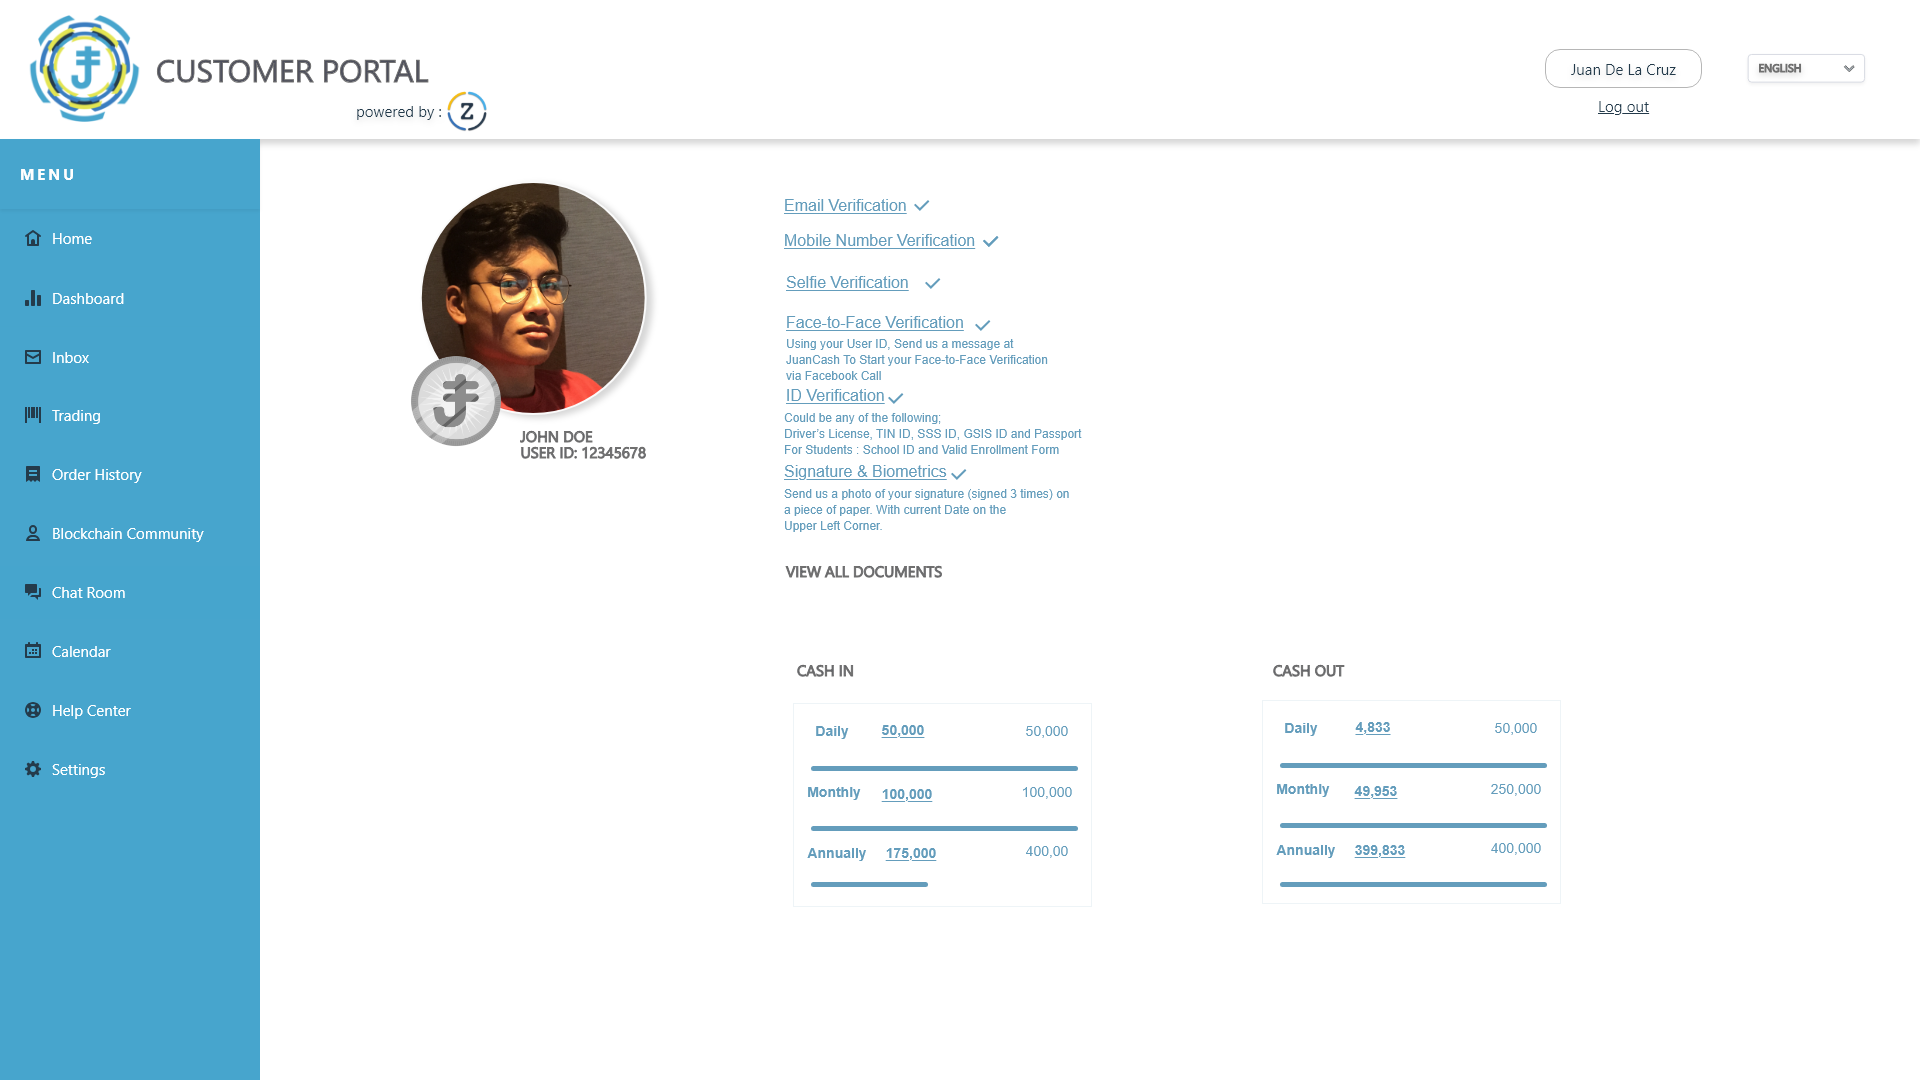 CUSTOMER PORTAL
powered by :
Z
Juan De La Cruz
Log out
ENGLISH
MENU
Home
Dashboard
Inbox
Trading
Order History
Blockchain Community
Chat Room
Calendar
Help Center
Settings
JOHN DOE
USER ID: 12345678
Email Verification
Mobile Number Verification
Selfie Verification
Face-to-Face Verification
Using your User ID, Send us a message at
JuanCash To Start your Face-to-Face Verification
via Facebook Call
ID Verification
Could be any of the following;
Driver's License, TIN ID, SSS ID, GSIS ID and Passport
For Students : School ID and Valid Enrollment Form
Signature & Biometrics
Send us a photo of your signature (signed 3 times) on
a piece of paper. With current Date on the
Upper Left Corner.
VIEW ALL DOCUMENTS
CASH IN
Daily 50,000 50,000
Monthly 100,000 100,000
Annually 175,000 400,00
CASH OUT
Daily 4,833 50,000
Monthly 49,953 250,000
Annually 399,833 400,000